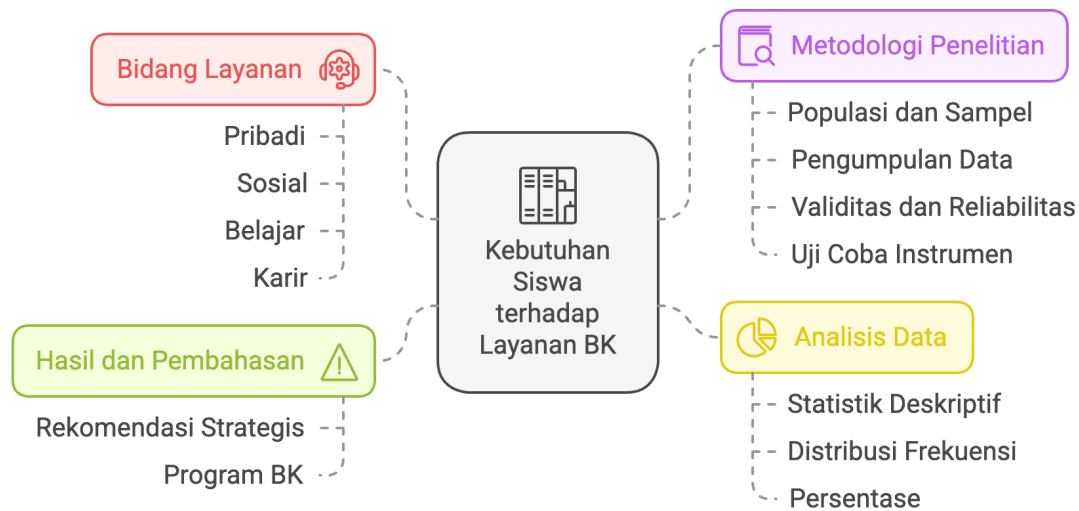 Bidang Layanan
Pribadi
Sosial
Belajar
Karir
Hasil dan Pembahasan
Rekomendasi Strategis
Program BK
Kebutuhan
Siswa
terhadap
Layanan BK
Metodologi Penelitian
Populasi dan Sampel
Pengumpulan Data
Validitas dan Reliabilitas
Uji Coba Instrumen
Analisis Data
Statistik Deskriptif
Distribusi Frekuensi
Persentase